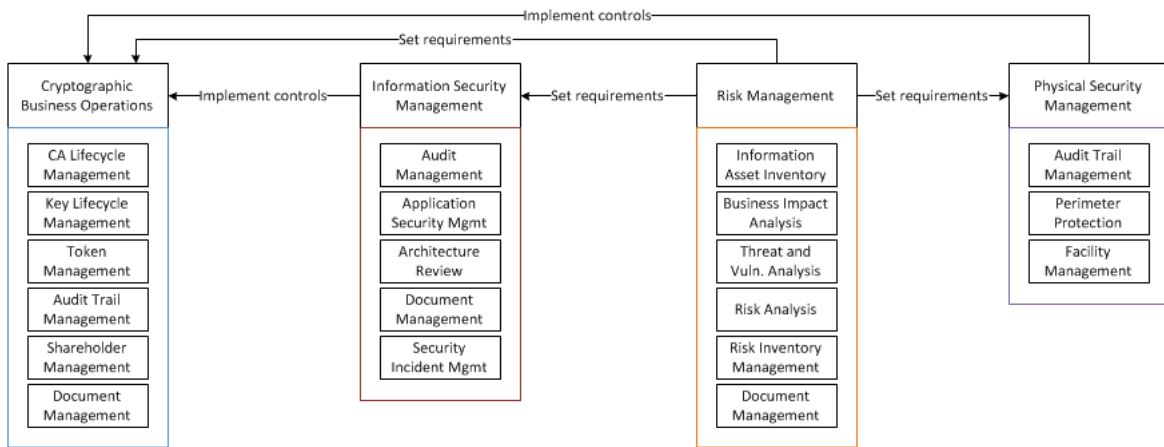 Implement controls
Set requirements
Cryptographic
Business Operations
Implement controls
Information Security
Management
Set requirements
Risk Management
Set requirements
Physical Security
Management
CA Lifecycle
Management
Key Lifecycle
Management
Token
Management
Audit Trail
Management
Shareholder
Management
Document
Management
Audit
Management
Application
Security Mgmt
Architecture
Review
Document
Management
Security
Incident Mgmt
Information
Asset Inventory
Business Impact
Analysis
Threat and
Vuln. Analysis
Risk Analysis
Risk Inventory
Management
Document
Management
Audit Trail
Management
Perimeter
Protection
Facility
Management